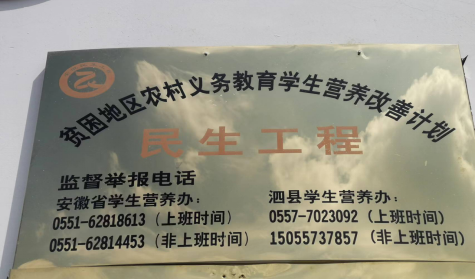 贫困地区农村义务教育学生营养改善计划
民生工程
监督举报电话
安徽省学生营养办：
0551-62818613（上班时间）
0551-62814453（非上班时间）
泗县学生营养办：
0557-7023092（上班时间）
15055737857（非上班时间）